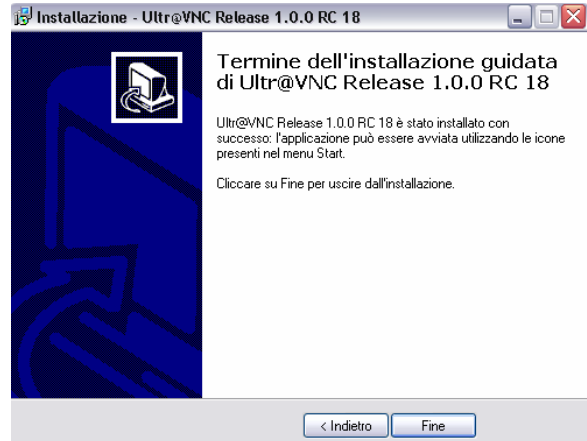 Installazione - Ultr@VNC Release 1.0.0 RC 18
Termine dell'installazione guidata
di Ultr@VNC Release 1.0.0 RC 18
Ultr@VNC Release 1.0.0 RC 18 è stato installato con
successo: l'applicazione può essere avviata utilizzando le icone
presenti nel menu Start.
Cliccare su Fine per uscire dall'installazione.
< Indietro
Fine